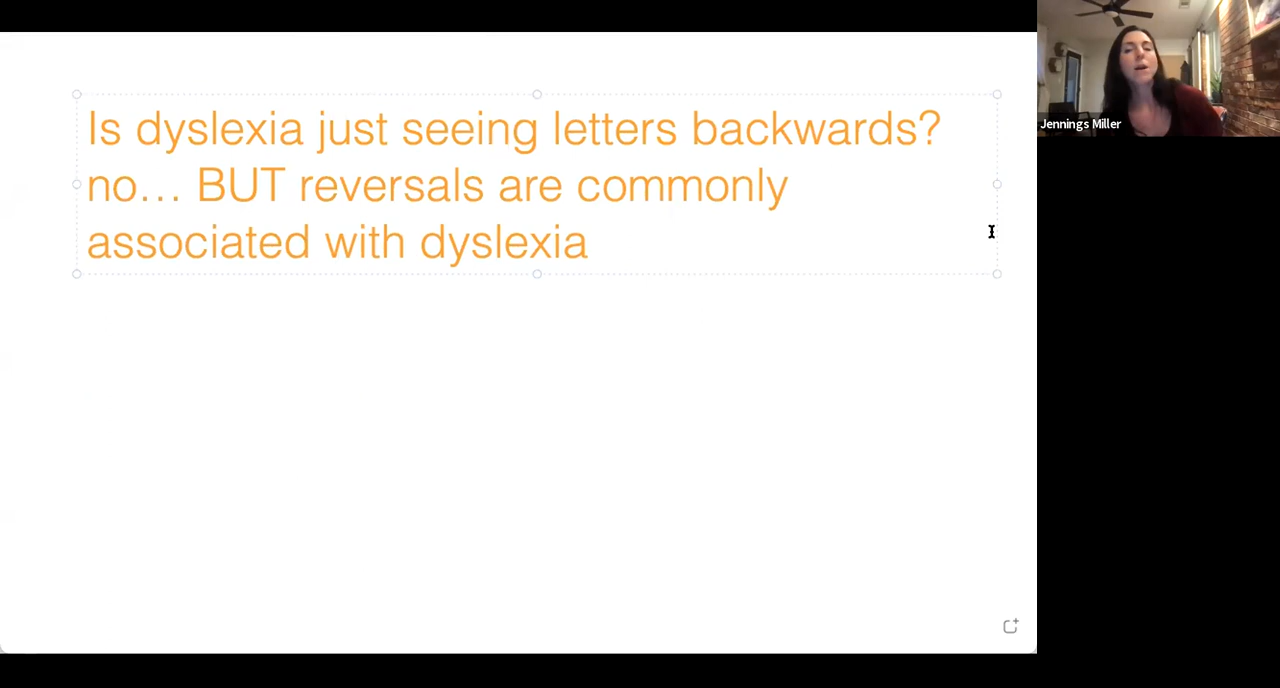 Is dyslexia just seeing letters backwards?
no... BUT reversals are commonly
associated with dyslexia
Jennings Miller